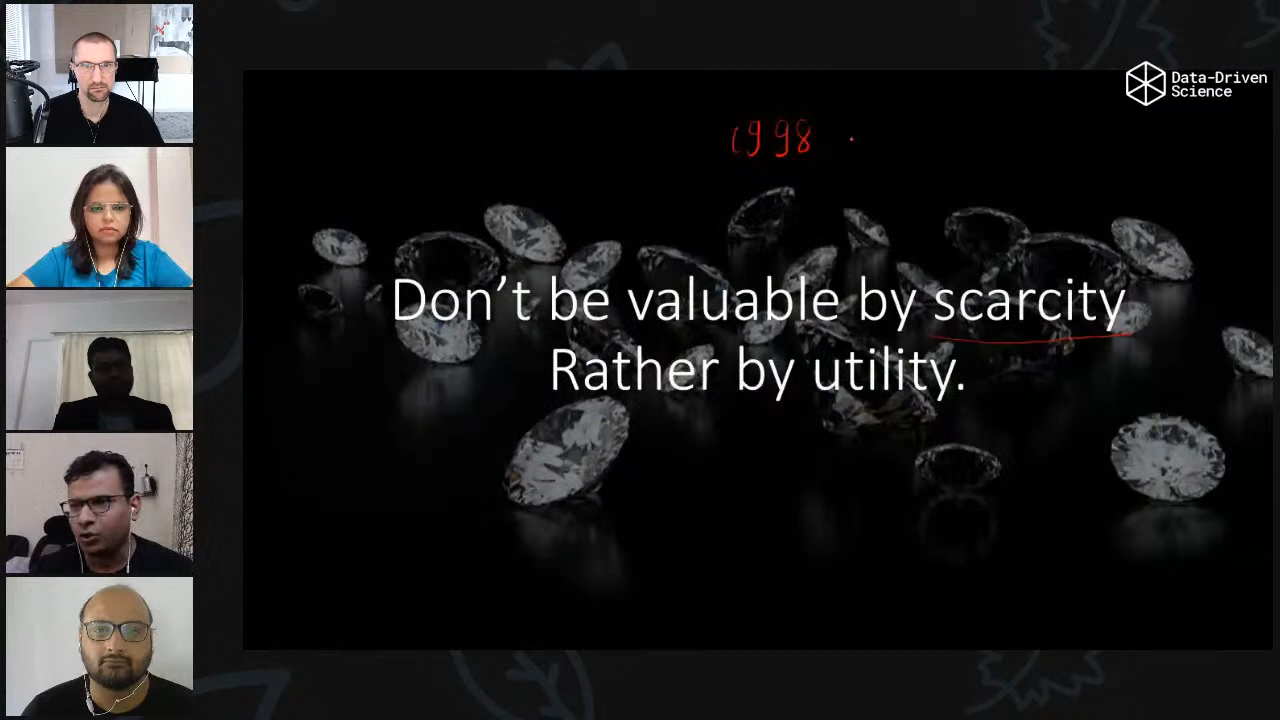 Data-Driven
Science
1998
Don't be valuable by scarcity
Rather by utility.